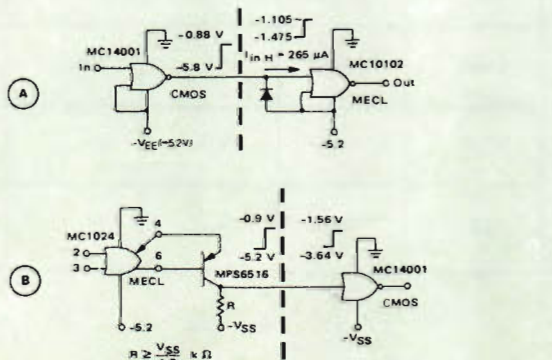 -1.105
-0.88 V
-1.475
MC14001
I in H = 265 µA
MC10102
In
-5.8 V
Out
CMOS
MECL
A
-VEE(-5.2V)
-5.2
4
-0.9 V
-1.56 V
MC1024
2
6
-5.2 V
-3.64 V
MC14001
3
MPS6516
B
MECL
CMOS
R
-5.2
-VSS
-VSS
R ≥ VSS
k Ω